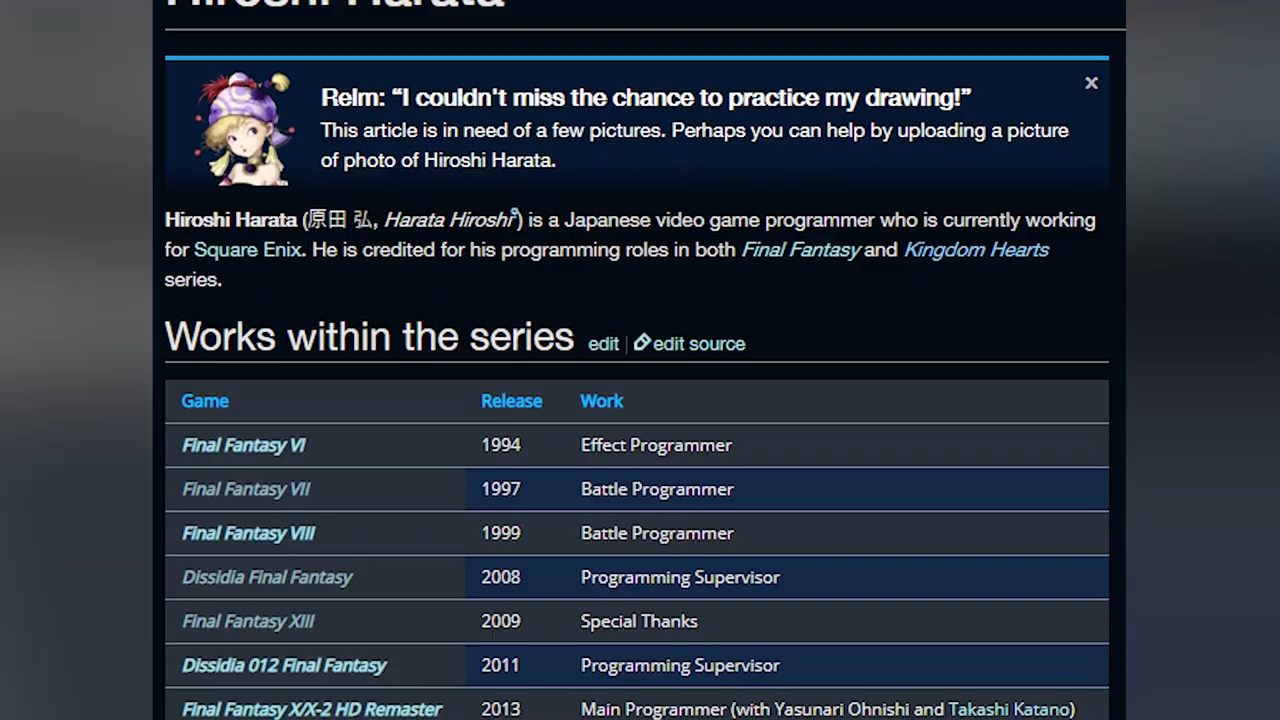 Hiroshi Harata
Relm: “I couldn't miss the chance to practice my drawing!”
This article is in need of a few pictures. Perhaps you can help by uploading a picture
of photo of Hiroshi Harata.
Hiroshi Harata (原田 弘, Harata Hiroshi?) is a Japanese video game programmer who is currently working
for Square Enix. He is credited for his programming roles in both Final Fantasy and Kingdom Hearts
series.
Works within the series edit | edit source
Game Release Work
Final Fantasy VI 1994 Effect Programmer
Final Fantasy VII 1997 Battle Programmer
Final Fantasy VIII 1999 Battle Programmer
Dissidia Final Fantasy 2008 Programming Supervisor
Final Fantasy XIII 2009 Special Thanks
Dissidia 012 Final Fantasy 2011 Programming Supervisor
Final Fantasy X/X-2 HD Remaster 2013 Main Programmer (with Yasunari Ohnishi and Takashi Katano)